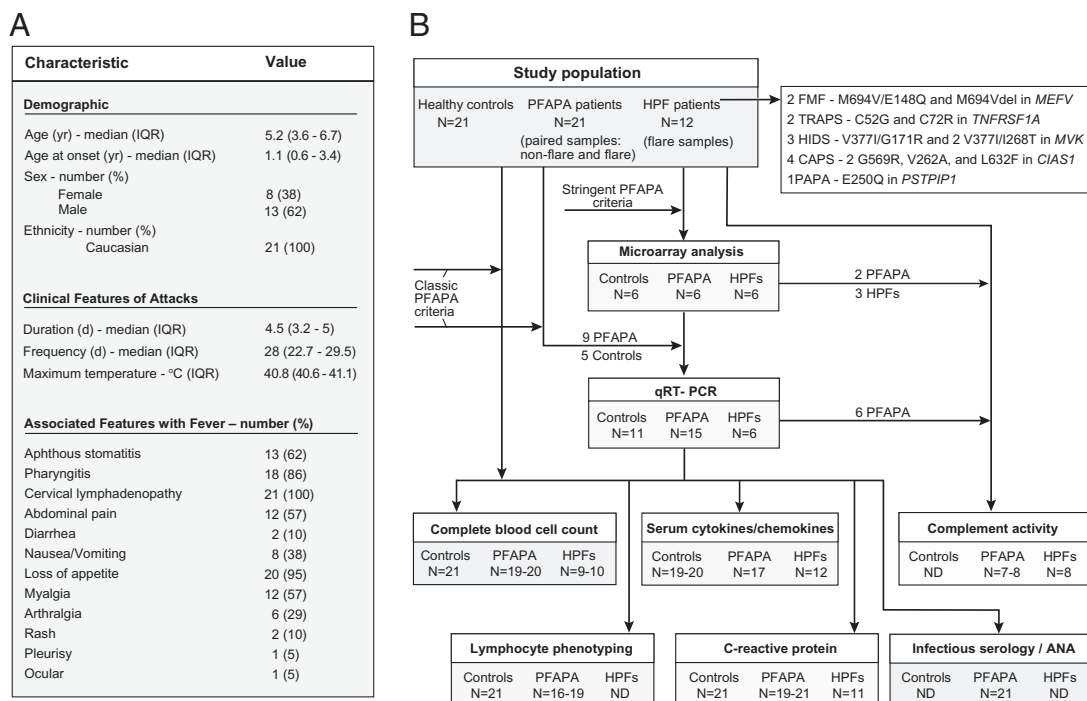 A
Characteristic Value
Demographic
Age (yr) - median (IQR) 5.2 (3.6 - 6.7)
Age at onset (yr) - median (IQR) 1.1 (0.6 - 3.4)
Sex - number (%)
Female 8 (38)
Male 13 (62)
Ethnicity - number (%)
Caucasian 21 (100)
Clinical Features of Attacks
Duration (d) - median (IQR) 4.5 (3.2 - 5)
Frequency (d) - median (IQR) 28 (22.7 - 29.5)
Maximum temperature - °C (IQR) 40.8 (40.6 - 41.1)
Associated Features with Fever – number (%)
Aphthous stomatitis 13 (62)
Pharyngitis 18 (86)
Cervical lymphadenopathy 21 (100)
Abdominal pain 12 (57)
Diarrhea 2 (10)
Nausea/Vomiting 8 (38)
Loss of appetite 20 (95)
Myalgia 12 (57)
Arthralgia 6 (29)
Rash 2 (10)
Pleurisy 1 (5)
Ocular 1 (5)
B
Study population
Healthy controls PFAPA patients HPF patients
N=21 N=21 N=12
(paired samples: (flare samples)
non-flare and flare)
2 FMF - M694V/E148Q and M694Vdel in MEFV
2 TRAPS - C52G and C72R in TNFRSF1A
3 HIDS - V377I/G171R and 2 V377I/I268T in MVK
4 CAPS - 2 G569R, V262A, and L632F in CIAS1
1PAPA - E250Q in PSTPIP1
Stringent PFAPA
criteria
Microarray analysis
Controls PFAPA HPFs
N=6 N=6 N=6
2 PFAPA
3 HPFs
Classic
PFAPA
criteria
9 PFAPA
5 Controls
qRT- PCR
Controls PFAPA HPFs
N=11 N=15 N=6
6 PFAPA
Complete blood cell count
Controls PFAPA HPFs
N=21 N=19-20 N=9-10
Serum cytokines/chemokines
Controls PFAPA HPFs
N=19-20 N=17 N=12
Complement activity
Controls PFAPA HPFs
ND N=7-8 N=8
Lymphocyte phenotyping
Controls PFAPA HPFs
N=21 N=16-19 ND
C-reactive protein
Controls PFAPA HPFs
N=21 N=19-21 N=11
Infectious serology / ANA
Controls PFAPA HPFs
ND N=21 ND